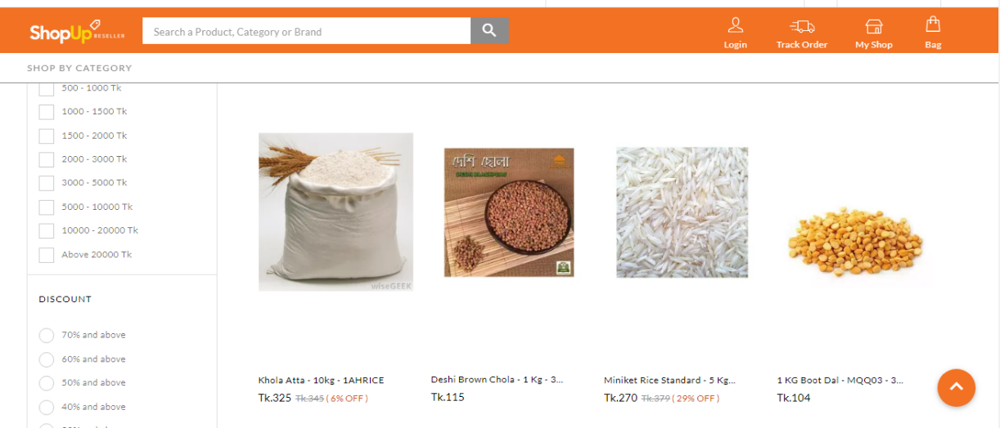 ShopUp RESELLER
Search a Product, Category or Brand
Login
Track Order
My Shop
Bag
SHOP BY CATEGORY
500 - 1000 Tk
1000 - 1500 Tk
1500 - 2000 Tk
2000 - 3000 Tk
3000 - 5000 Tk
5000 - 10000 Tk
10000 - 20000 Tk
Above 20000 Tk
DISCOUNT
70% and above
60% and above
50% and above
40% and above
wiseGEEK
দেশি ছোলা
Khola Atta - 10kg - 1AHRICE
Tk.325 Tk.345 ( 6% OFF )
Deshi Brown Chola - 1 Kg - 3...
Tk.115
Miniket Rice Standard - 5 Kg...
Tk.270 Tk.379 ( 29% OFF )
1 KG Boot Dal - MQQ03 - 3...
Tk.104